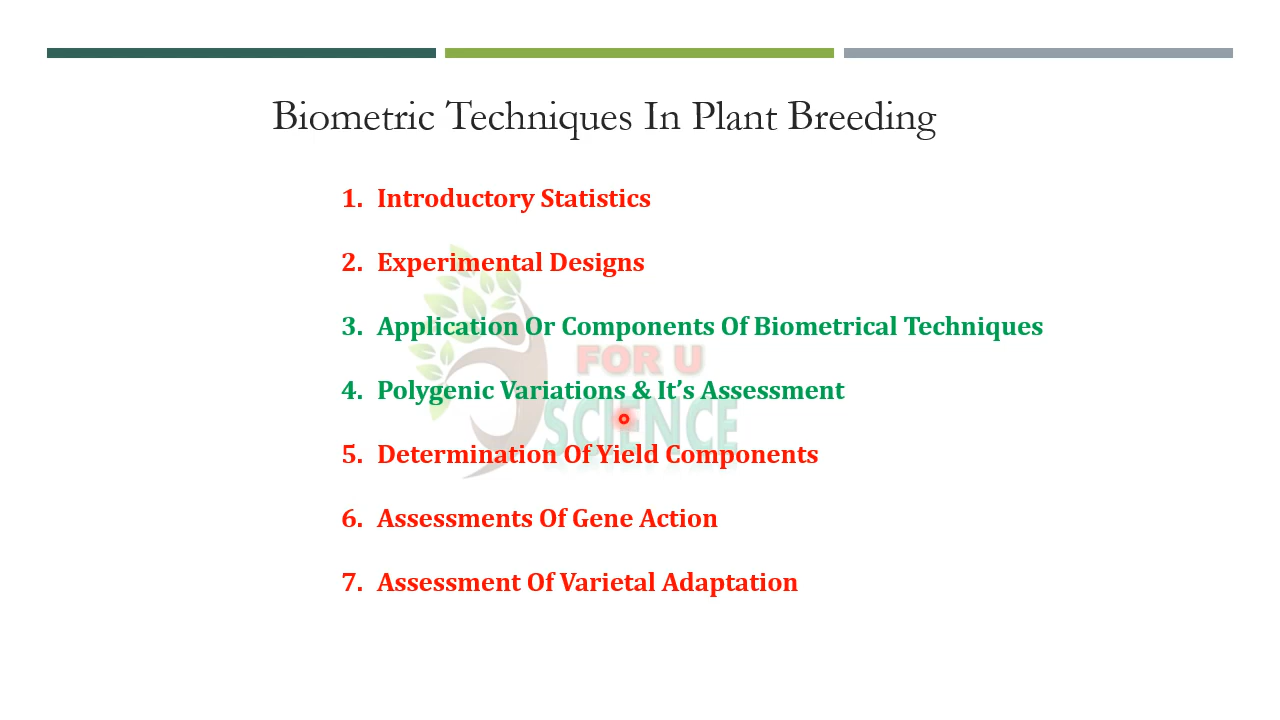 Biometric Techniques In Plant Breeding
1. Introductory Statistics
2. Experimental Designs
3. Application Or Components Of Biometrical Techniques
4. Polygenic Variations & It’s Assessment
5. Determination Of Yield Components
6. Assessments Of Gene Action
7. Assessment Of Varietal Adaptation
FOR U
SCIENCE